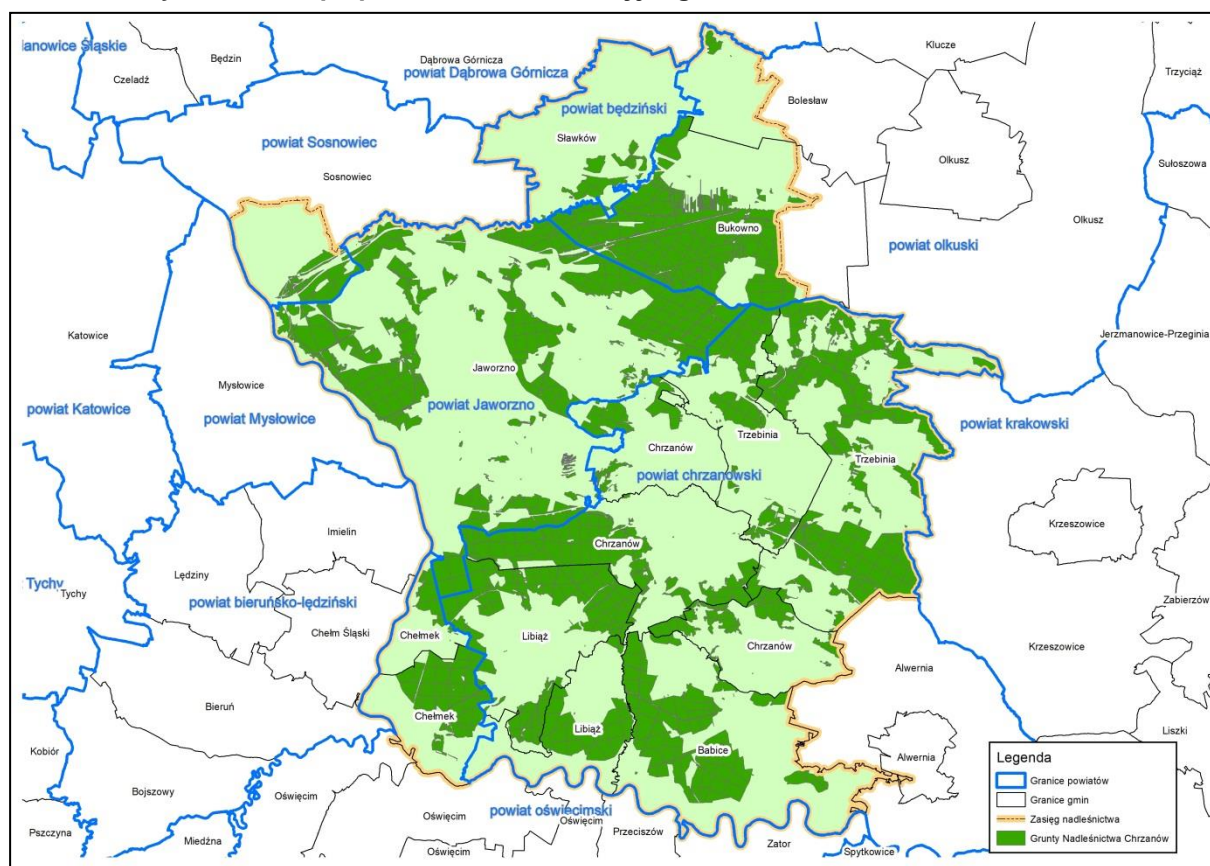 Klucze
Dąbrowa Górnicza
powiat Dąbrowa Górnicza
Będzin
Czeladź
Trzyciąż
Bolesław
powiat będziński
Sławków
powiat Sosnowiec
Sosnowiec
Olkusz
Sułoszowa
Olkusz
Bukowno
powiat olkuski
Katowice
Jerzmanowice-Przeginia
Jaworzno
Mysłowice
powiat Katowice
powiat Mysłowice
powiat Jaworzno
Chrzanów
Trzebinia
powiat krakowski
Trzebinia
powiat chrzanowski
Krzeszowice
Imielin
Chrzanów
Lędziny
Tychy
Tychy
powiat bieruńsko-lędziński
Zabierzów
Chełm Śląski
Chełmek
Libiąż
Chrzanów
Krzeszowice
Alwernia
Bieruń
Chełmek
Libiąż
Babice
Kobiór
Alwernia
Liszki
Bojszowy
Oświęcim
powiat oświęcimski
Oświęcim
Oświęcim
Przeciszów
Pszczyna
Miedźna
Oświęcim
Zator
Spytkowice
Legenda
Granice powiatów
Granice gmin
Zasięg nadleśnictwa
Grunty Nadleśnictwa Chrzanów